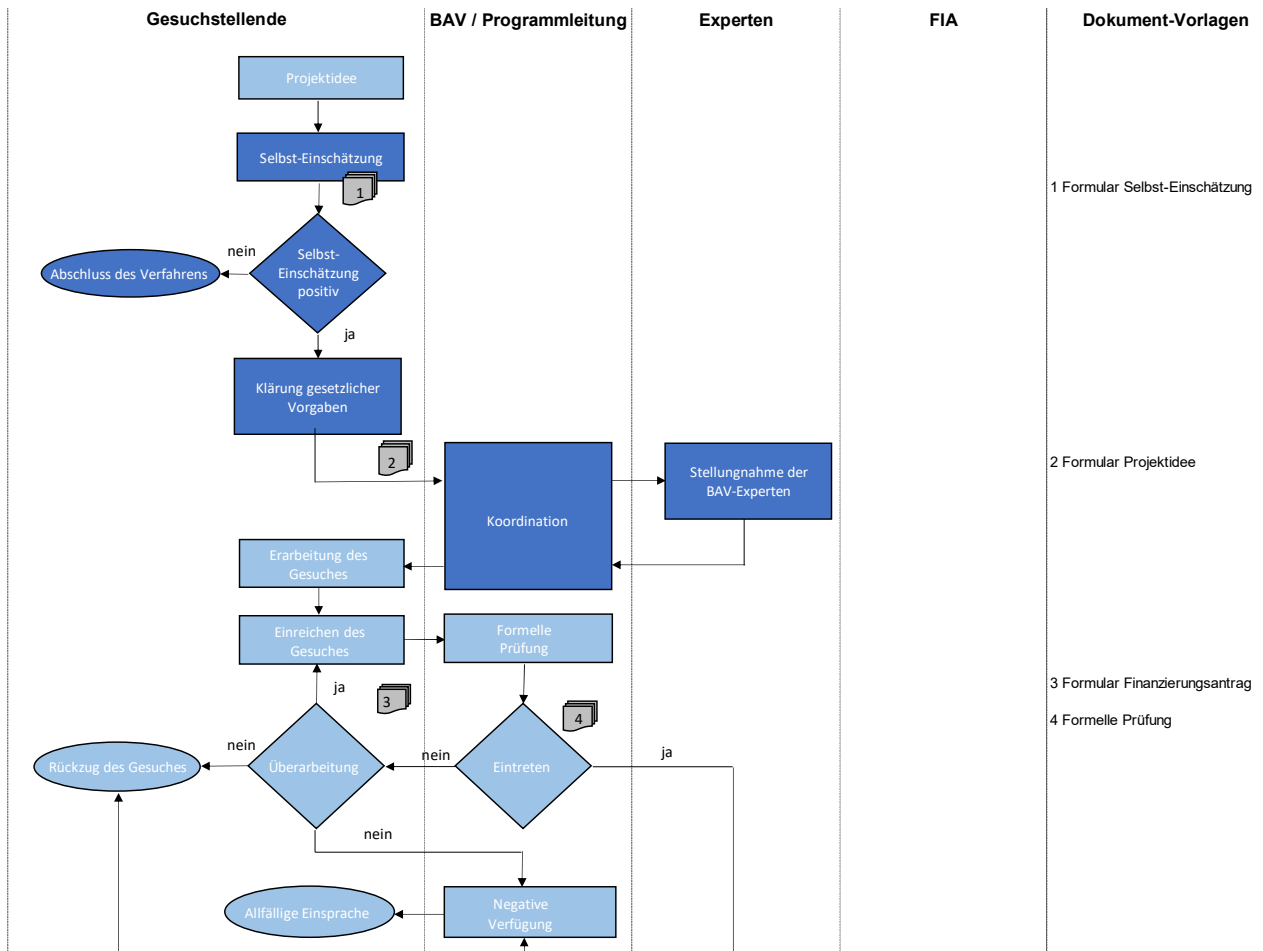 Gesuchstellende
BAV / Programmleitung
Experten
FIA
Dokument-Vorlagen
Projektidee
Selbst-Einschätzung
1
1 Formular Selbst-Einschätzung
nein
Selbst-
Einschätzung
positiv
Abschluss des Verfahrens
ja
Klärung gesetzlicher
Vorgaben
2
2 Formular Projektidee
Stellungnahme der
BAV-Experten
Koordination
Erarbeitung des
Gesuches
Einreichen des
Gesuches
Formelle
Prüfung
ja
3
3 Formular Finanzierungsantrag
4
4 Formelle Prüfung
nein
nein
ja
Rückzug des Gesuches
Überarbeitung
Eintreten
nein
Allfällige Einsprache
Negative
Verfügung